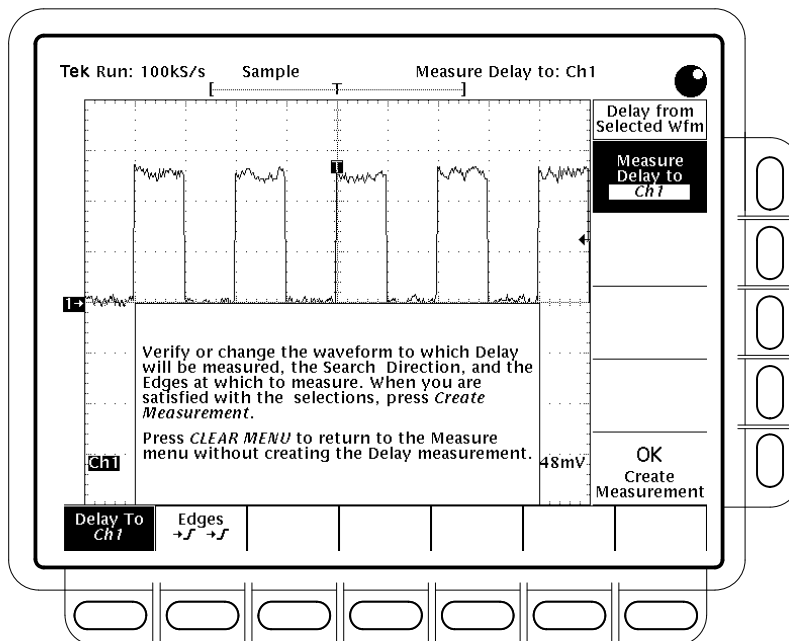 Tek Run: 100kS/s Sample Measure Delay to: Ch1
T
Delay from
Selected Wfm
Measure
Delay to
Ch1
T
1→
Verify or change the waveform to which Delay
will be measured, the Search Direction, and the
Edges at which to measure. When you are
satisfied with the selections, press Create
Measurement.
Press CLEAR MENU to return to the Measure
menu without creating the Delay measurement.
Ch1
48mV
OK
Create
Measurement
Delay To
Ch1
Edges